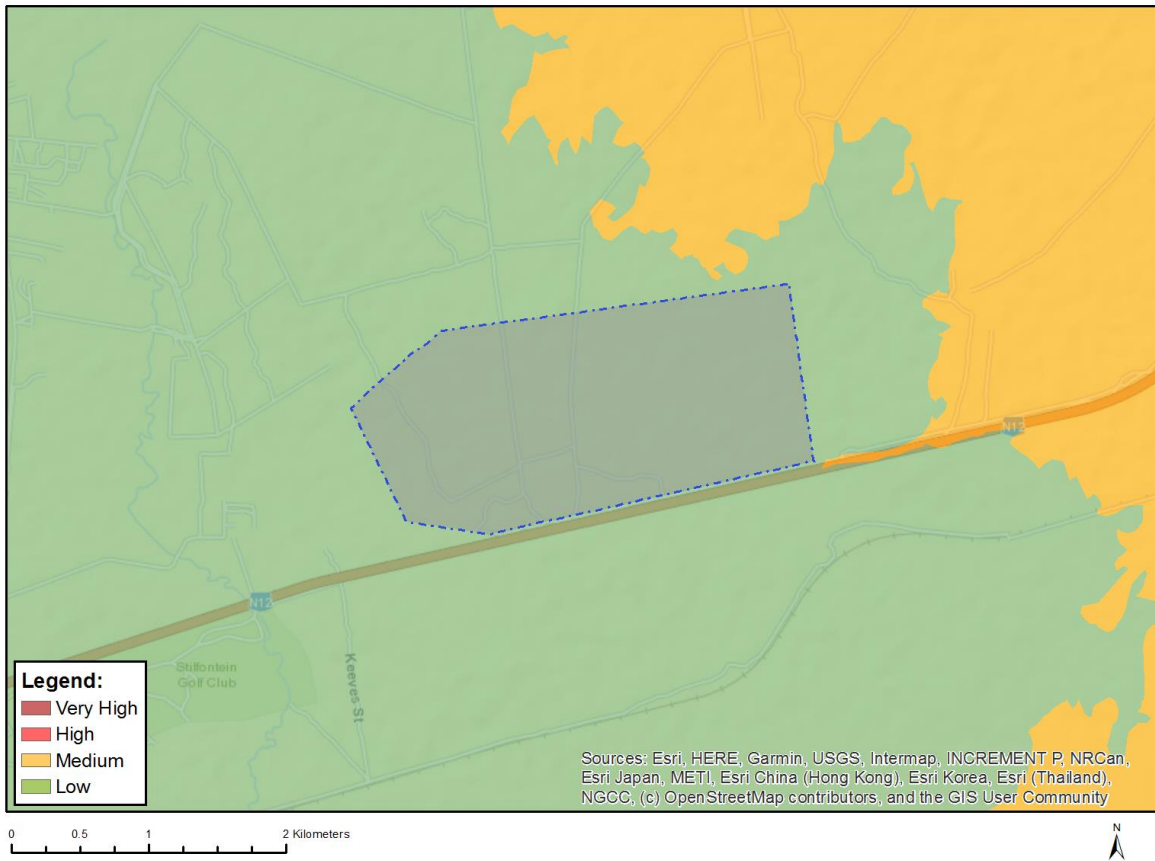 N12
N12
Stilfontein
Golf Club
Keeves St
Legend:
Very High
High
Medium
Low
Sources: Esri, HERE, Garmin, USGS, Intermap, INCREMENT P, NRCan,
Esri Japan, METI, Esri China (Hong Kong), Esri Korea, Esri (Thailand),
NGCC, (c) OpenStreetMap contributors, and the GIS User Community
0 0.5 1 2 Kilometers
N